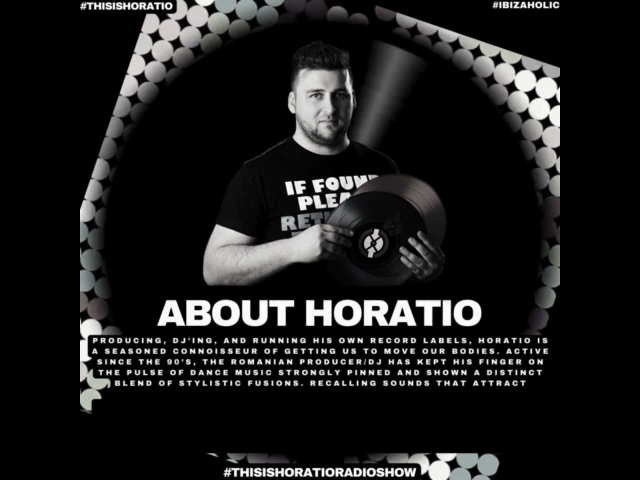 #THISISHORATIO
#IBIZAHOLIC
IF FOUND
PLEA
RET
ABOUT HORATIO
PRODUCING, DJ'ING, AND RUNNING HIS OWN RECORD LABELS, HORATIO IS
A SEASONED CONNOISSEUR OF GETTING US TO MOVE OUR BODIES. ACTIVE
SINCE THE 90'S, THE ROMANIAN PRODUCER/DJ HAS KEPT HIS FINGER ON
THE PULSE OF DANCE MUSIC STRONGLY PINNED AND SHOWN A DISTINCT
BLEND OF STYLISTIC FUSIONS. RECALLING SOUNDS THAT ATTRACT
#THISISHORATIORADIOSHOW